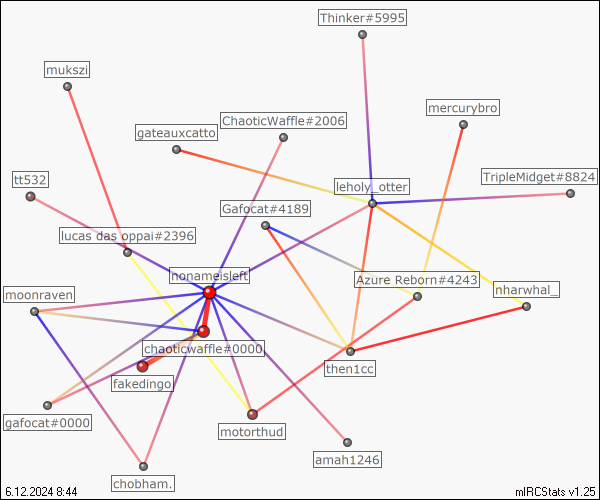 Thinker#5995
mukszi
mercurybro
ChaoticWaffle#2006
gateauxcatto
tt532
TripleMidget#8824
leholy_otter
Gafocat#4189
lucas das oppai#2396
nonameisleft
Azure Reborn#4243
nharwhal_
moonraven
chaoticwaffle#0000
then1cc
fakedingo
gafocat#0000
motorthud
amah1246
chobham.
6.12.2024 8:44
mIRCStats v1.25